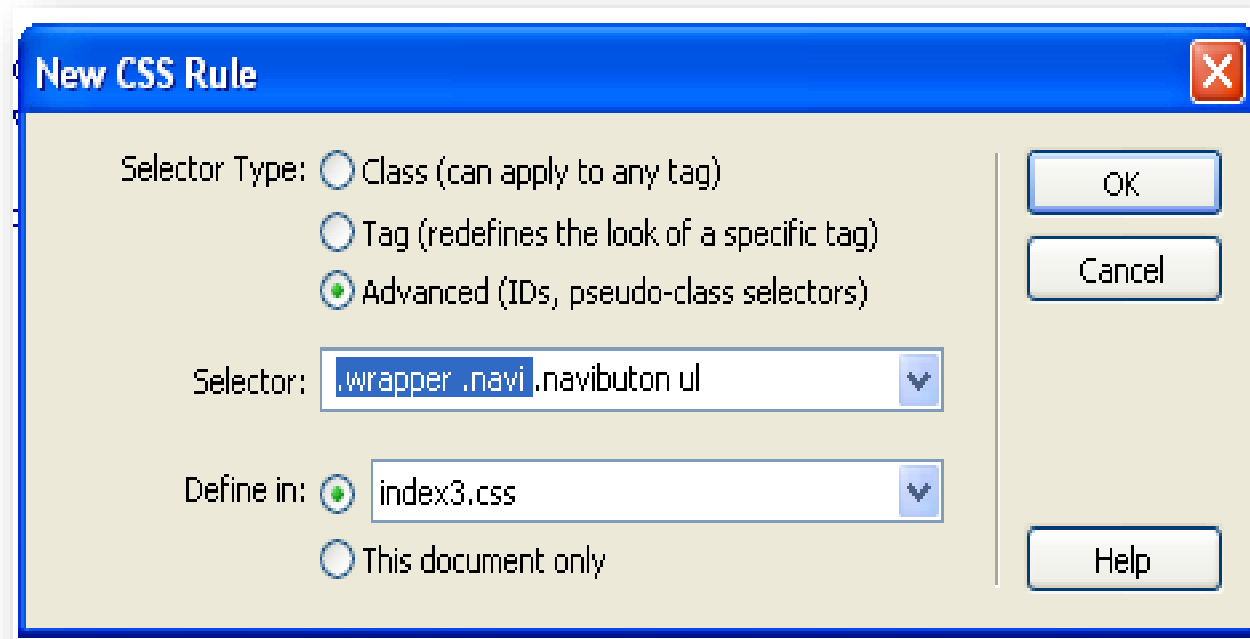 New CSS Rule
Selector Type: Class (can apply to any tag)
Tag (redefines the look of a specific tag)
Advanced (IDs, pseudo-class selectors)
Selector: .wrapper .navi .navibuton ul
Define in: index3.css
This document only
OK
Cancel
Help